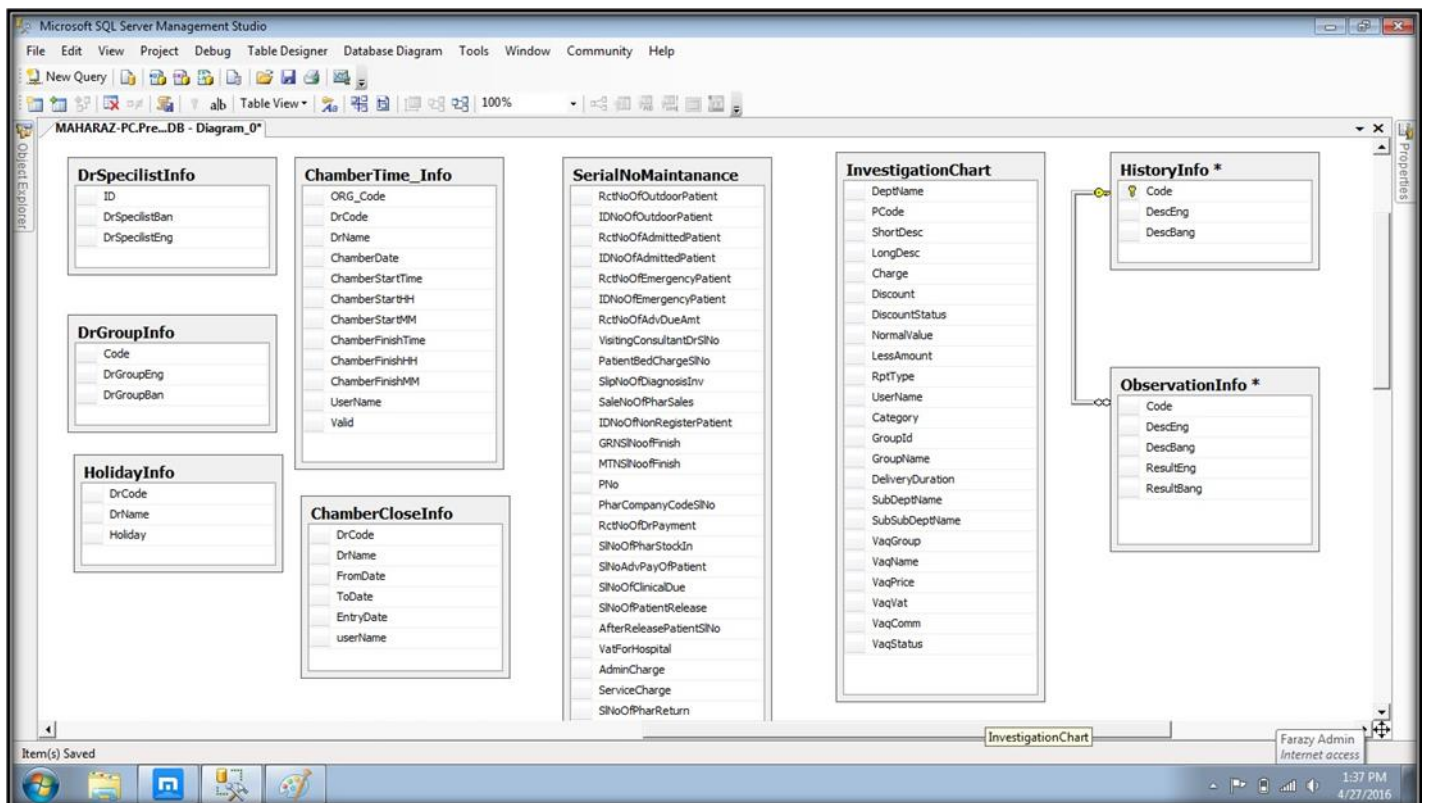 Microsoft SQL Server Management Studio
File Edit View Project Debug Table Designer Database Diagram Tools Window Community Help
New Query
Table View 100%
MAHARAZ-PC.Pre...DB - Diagram_0*
Object Explorer
Properties
DrSpecilistInfo
ID
DrSpecilistBan
DrSpecilistEng
DrGroupInfo
Code
DrGroupEng
DrGroupBan
HolidayInfo
DrCode
DrName
Holiday
ChamberTime_Info
ORG_Code
DrCode
DrName
ChamberDate
ChamberStartTime
ChamberStartHH
ChamberStartMM
ChamberFinishTime
ChamberFinishHH
ChamberFinishMM
UserName
Valid
ChamberCloseInfo
DrCode
DrName
FromDate
ToDate
EntryDate
userName
SerialNoMaintanance
RctNoOfOutdoorPatient
IDNoOfOutdoorPatient
RctNoOfAdmittedPatient
IDNoOfAdmittedPatient
RctNoOfEmergencyPatient
IDNoOfEmergencyPatient
RctNoOfAdvDueAmt
VisitingConsultantDrSlNo
PatientBedChargeSlNo
SlipNoOfDiagnosisInv
SaleNoOfPharSales
IDNoOfNonRegisterPatient
GRNSlNoofFinish
MTNSlNoofFinish
PNo
PharCompanyCodeSlNo
RctNoOfDrPayment
SlNoOfPharStockIn
SlNoAdvPayOfPatient
SlNoOfClinicalDue
SlNoOfPatientRelease
AfterReleasePatientSlNo
VatForHospital
AdminCharge
ServiceCharge
SlNoOfPharReturn
InvestigationChart
DeptName
PCode
ShortDesc
LongDesc
Charge
Discount
DiscountStatus
NormalValue
LessAmount
RptType
UserName
Category
GroupId
GroupName
DeliveryDuration
SubDeptName
SubSubDeptName
VaqGroup
VaqName
VaqPrice
VaqVat
VaqComm
VaqStatus
HistoryInfo *
Code
DescEng
DescBang
ObservationInfo *
Code
DescEng
DescBang
ResultEng
ResultBang
InvestigationChart
Item(s) Saved
Farazy Admin
Internet access
1:37 PM
4/27/2016